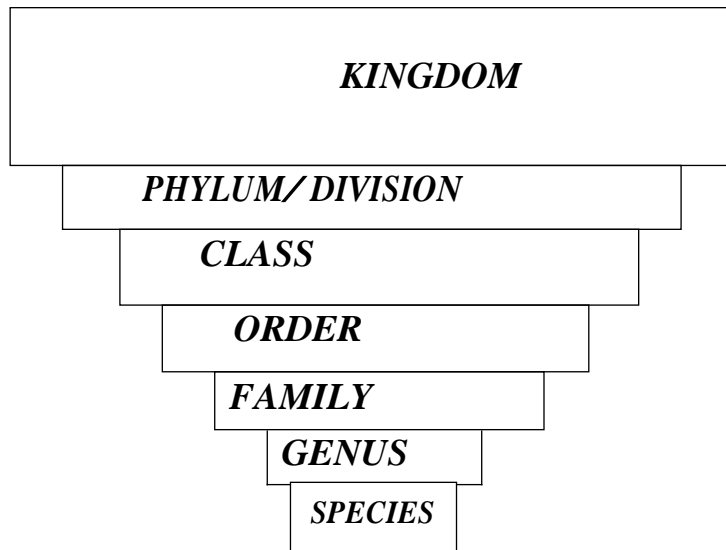 KINGDOM
PHYLUM/ DIVISION
CLASS
ORDER
FAMILY
GENUS
SPECIES